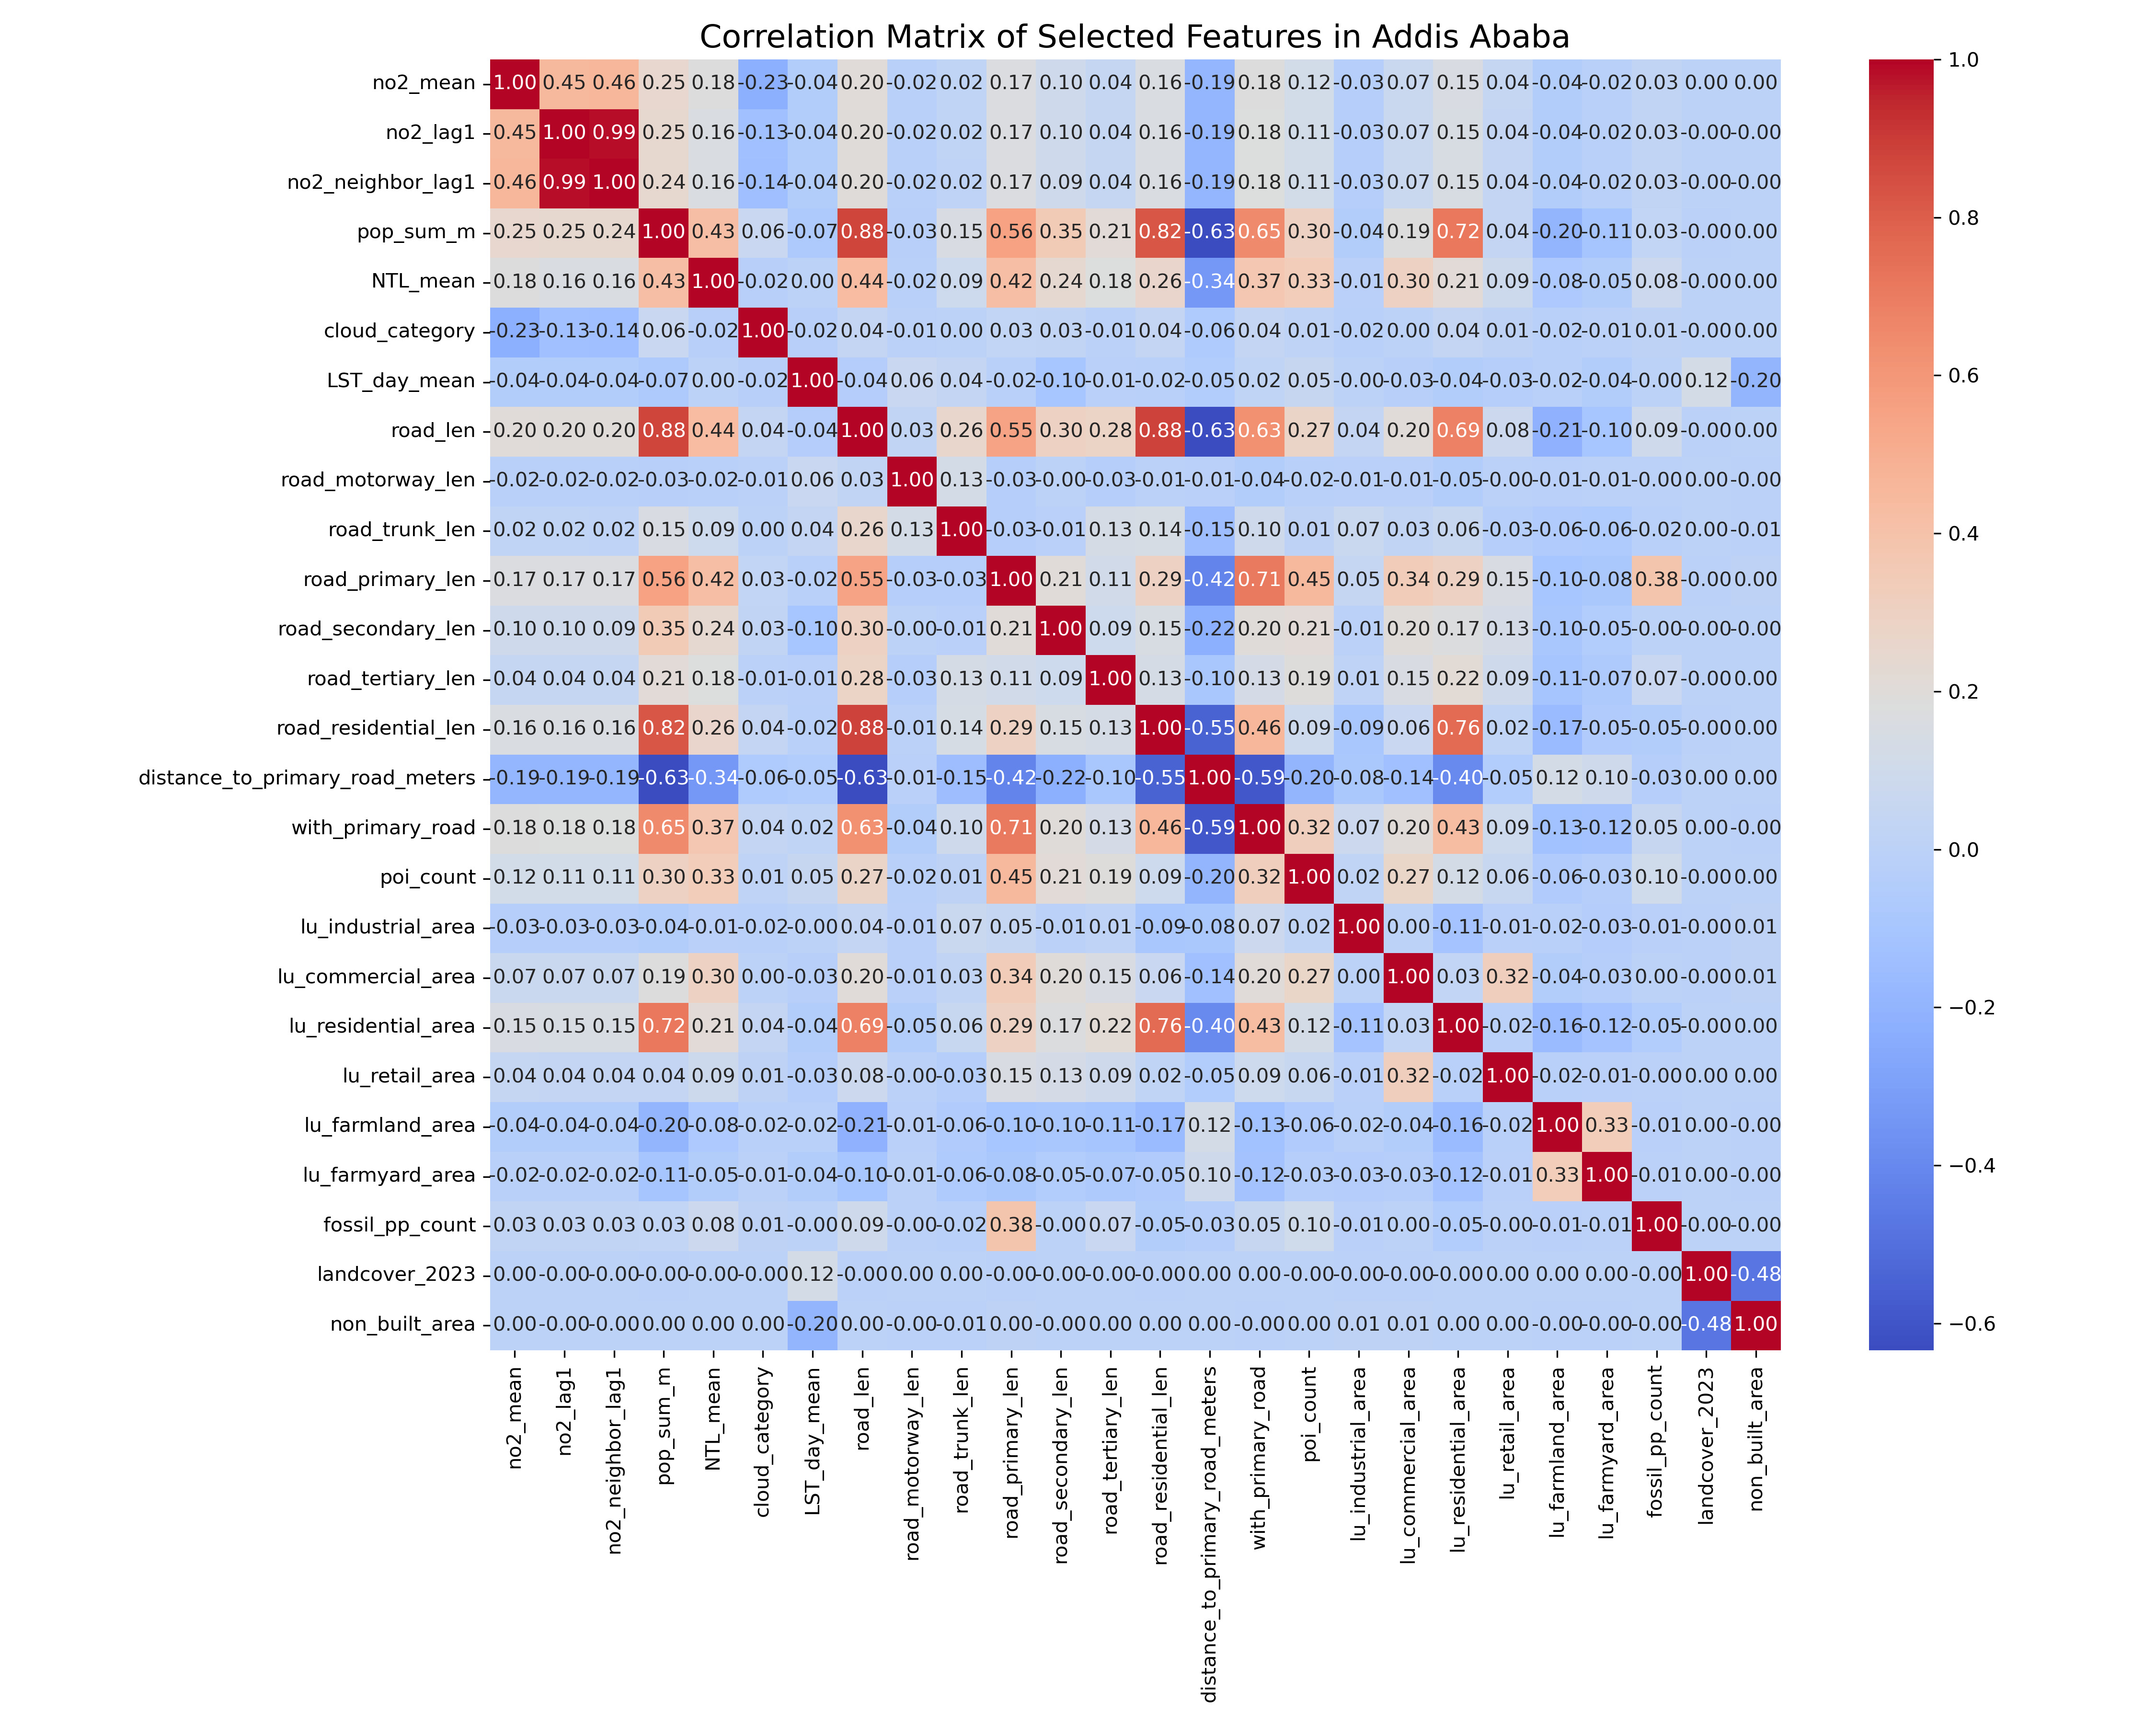 Correlation Matrix of Selected Features in Addis Ababa
no2_mean 1.00 0.45 0.46 0.25 0.18 -0.23 -0.04 0.20 -0.02 0.02 0.17 0.10 0.04 0.16 -0.19 0.18 0.12 -0.03 0.07 0.15 0.04 -0.04 -0.02 0.03 0.00 0.00
no2_lag1 0.45 1.00 0.99 0.25 0.16 -0.13 -0.04 0.20 -0.02 0.02 0.17 0.10 0.04 0.16 -0.19 0.18 0.11 -0.03 0.07 0.15 0.04 -0.04 -0.02 0.03 -0.00 -0.00
no2_neighbor_lag1 0.46 0.99 1.00 0.24 0.16 -0.14 -0.04 0.20 -0.02 0.02 0.17 0.09 0.04 0.16 -0.19 0.18 0.11 -0.03 0.07 0.15 0.04 -0.04 -0.02 0.03 -0.00 -0.00
pop_sum_m 0.25 0.25 0.24 1.00 0.43 0.06 -0.07 0.88 -0.03 0.15 0.56 0.35 0.21 0.82 -0.63 0.65 0.30 -0.04 0.19 0.72 0.04 -0.20 -0.11 0.03 -0.00 0.00
NTL_mean 0.18 0.16 0.16 0.43 1.00 -0.02 0.00 0.44 -0.02 0.09 0.42 0.24 0.18 0.26 -0.34 0.37 0.33 -0.01 0.30 0.21 0.09 -0.08 -0.05 0.08 -0.00 0.00
cloud_category -0.23 -0.13 -0.14 0.06 -0.02 1.00 -0.02 0.04 -0.01 0.00 0.03 0.03 -0.01 0.04 -0.06 0.04 0.01 -0.02 0.00 0.04 0.01 -0.02 -0.01 0.01 -0.00 0.00
LST_day_mean -0.04 -0.04 -0.04 -0.07 0.00 -0.02 1.00 -0.04 0.06 0.04 -0.02 -0.10 -0.01 -0.02 -0.05 0.02 0.05 -0.00 -0.03 -0.04 -0.03 -0.02 -0.04 -0.00 0.12 -0.20
road_len 0.20 0.20 0.20 0.88 0.44 0.04 -0.04 1.00 0.03 0.26 0.55 0.30 0.28 0.88 -0.63 0.63 0.27 0.04 0.20 0.69 0.08 -0.21 -0.10 0.09 -0.00 0.00
road_motorway_len -0.02 -0.02 -0.02 -0.03 -0.02 -0.01 0.06 0.03 1.00 0.13 -0.03 -0.00 -0.03 -0.01 -0.01 -0.04 -0.02 -0.01 -0.01 -0.05 -0.00 -0.01 -0.01 -0.00 0.00 -0.00
road_trunk_len 0.02 0.02 0.02 0.15 0.09 0.00 0.04 0.26 0.13 1.00 -0.03 -0.01 0.13 0.14 -0.15 0.10 0.01 0.07 0.03 0.06 -0.03 -0.06 -0.06 -0.02 0.00 -0.01
road_primary_len 0.17 0.17 0.17 0.56 0.42 0.03 -0.02 0.55 -0.03 -0.03 1.00 0.21 0.11 0.29 -0.42 0.71 0.45 0.05 0.34 0.29 0.15 -0.10 -0.08 0.38 -0.00 0.00
road_secondary_len 0.10 0.10 0.09 0.35 0.24 0.03 -0.10 0.30 -0.00 -0.01 0.21 1.00 0.09 0.15 -0.22 0.20 0.21 -0.01 0.20 0.17 0.13 -0.10 -0.05 -0.00 -0.00 -0.00
road_tertiary_len 0.04 0.04 0.04 0.21 0.18 -0.01 -0.01 0.28 -0.03 0.13 0.11 0.09 1.00 0.13 -0.10 0.13 0.19 0.01 0.15 0.22 0.09 -0.11 -0.07 0.07 -0.00 0.00
road_residential_len 0.16 0.16 0.16 0.82 0.26 0.04 -0.02 0.88 -0.01 0.14 0.29 0.15 0.13 1.00 -0.55 0.46 0.09 -0.09 0.06 0.76 0.02 -0.17 -0.05 -0.05 -0.00 0.00
distance_to_primary_road_meters -0.19 -0.19 -0.19 -0.63 -0.34 -0.06 -0.05 -0.63 -0.01 -0.15 -0.42 -0.22 -0.10 -0.55 1.00 -0.59 -0.20 -0.08 -0.14 -0.40 -0.05 0.12 0.10 -0.03 0.00 0.00
with_primary_road 0.18 0.18 0.18 0.65 0.37 0.04 0.02 0.63 -0.04 0.10 0.71 0.20 0.13 0.46 -0.59 1.00 0.32 0.07 0.20 0.43 0.09 -0.13 -0.12 0.05 0.00 -0.00
poi_count 0.12 0.11 0.11 0.30 0.33 0.01 0.05 0.27 -0.02 0.01 0.45 0.21 0.19 0.09 -0.20 0.32 1.00 0.02 0.27 0.12 0.06 -0.06 -0.03 0.10 -0.00 0.00
lu_industrial_area -0.03 -0.03 -0.03 -0.04 -0.01 -0.02 -0.00 0.04 -0.01 0.07 0.05 -0.01 0.01 -0.09 -0.08 0.07 0.02 1.00 0.00 -0.11 -0.01 -0.02 -0.03 -0.01 -0.00 0.01
lu_commercial_area 0.07 0.07 0.07 0.19 0.30 0.00 -0.03 0.20 -0.01 0.03 0.34 0.20 0.15 0.06 -0.14 0.20 0.27 0.00 1.00 0.03 0.32 -0.04 -0.03 0.00 -0.00 0.01
lu_residential_area 0.15 0.15 0.15 0.72 0.21 0.04 -0.04 0.69 -0.05 0.06 0.29 0.17 0.22 0.76 -0.40 0.43 0.12 -0.11 0.03 1.00 -0.02 -0.16 -0.12 -0.05 -0.00 0.00
lu_retail_area 0.04 0.04 0.04 0.04 0.09 0.01 -0.03 0.08 -0.00 -0.03 0.15 0.13 0.09 0.02 -0.05 0.09 0.06 -0.01 0.32 -0.02 1.00 -0.02 -0.01 -0.00 0.00 0.00
lu_farmland_area -0.04 -0.04 -0.04 -0.20 -0.08 -0.02 -0.02 -0.21 -0.01 -0.06 -0.10 -0.10 -0.11 -0.17 0.12 -0.13 -0.06 -0.02 -0.04 -0.16 -0.02 1.00 0.33 -0.01 0.00 -0.00
lu_farmyard_area -0.02 -0.02 -0.02 -0.11 -0.05 -0.01 -0.04 -0.10 -0.01 -0.06 -0.08 -0.05 -0.07 -0.05 0.10 -0.12 -0.03 -0.03 -0.03 -0.12 -0.01 0.33 1.00 -0.01 0.00 -0.00
fossil_pp_count 0.03 0.03 0.03 0.03 0.08 0.01 -0.00 0.09 -0.00 -0.02 0.38 -0.00 0.07 -0.05 -0.03 0.05 0.10 -0.01 0.00 -0.05 -0.00 -0.01 -0.01 1.00 -0.00 -0.00
landcover_2023 0.00 -0.00 -0.00 -0.00 -0.00 -0.00 0.12 -0.00 0.00 0.00 -0.00 -0.00 -0.00 -0.00 0.00 0.00 -0.00 -0.00 -0.00 -0.00 0.00 0.00 0.00 -0.00 1.00 -0.48
non_built_area 0.00 -0.00 -0.00 0.00 0.00 0.00 -0.20 0.00 -0.00 -0.01 0.00 -0.00 0.00 0.00 0.00 -0.00 0.00 0.01 0.01 0.00 0.00 -0.00 -0.00 -0.00 -0.48 1.00
no2_mean
no2_lag1
no2_neighbor_lag1
pop_sum_m
NTL_mean
cloud_category
LST_day_mean
road_len
road_motorway_len
road_trunk_len
road_primary_len
road_secondary_len
road_tertiary_len
road_residential_len
distance_to_primary_road_meters
with_primary_road
poi_count
lu_industrial_area
lu_commercial_area
lu_residential_area
lu_retail_area
lu_farmland_area
lu_farmyard_area
fossil_pp_count
landcover_2023
non_built_area
1.0
0.8
0.6
0.4
0.2
0.0
−0.2
−0.4
−0.6